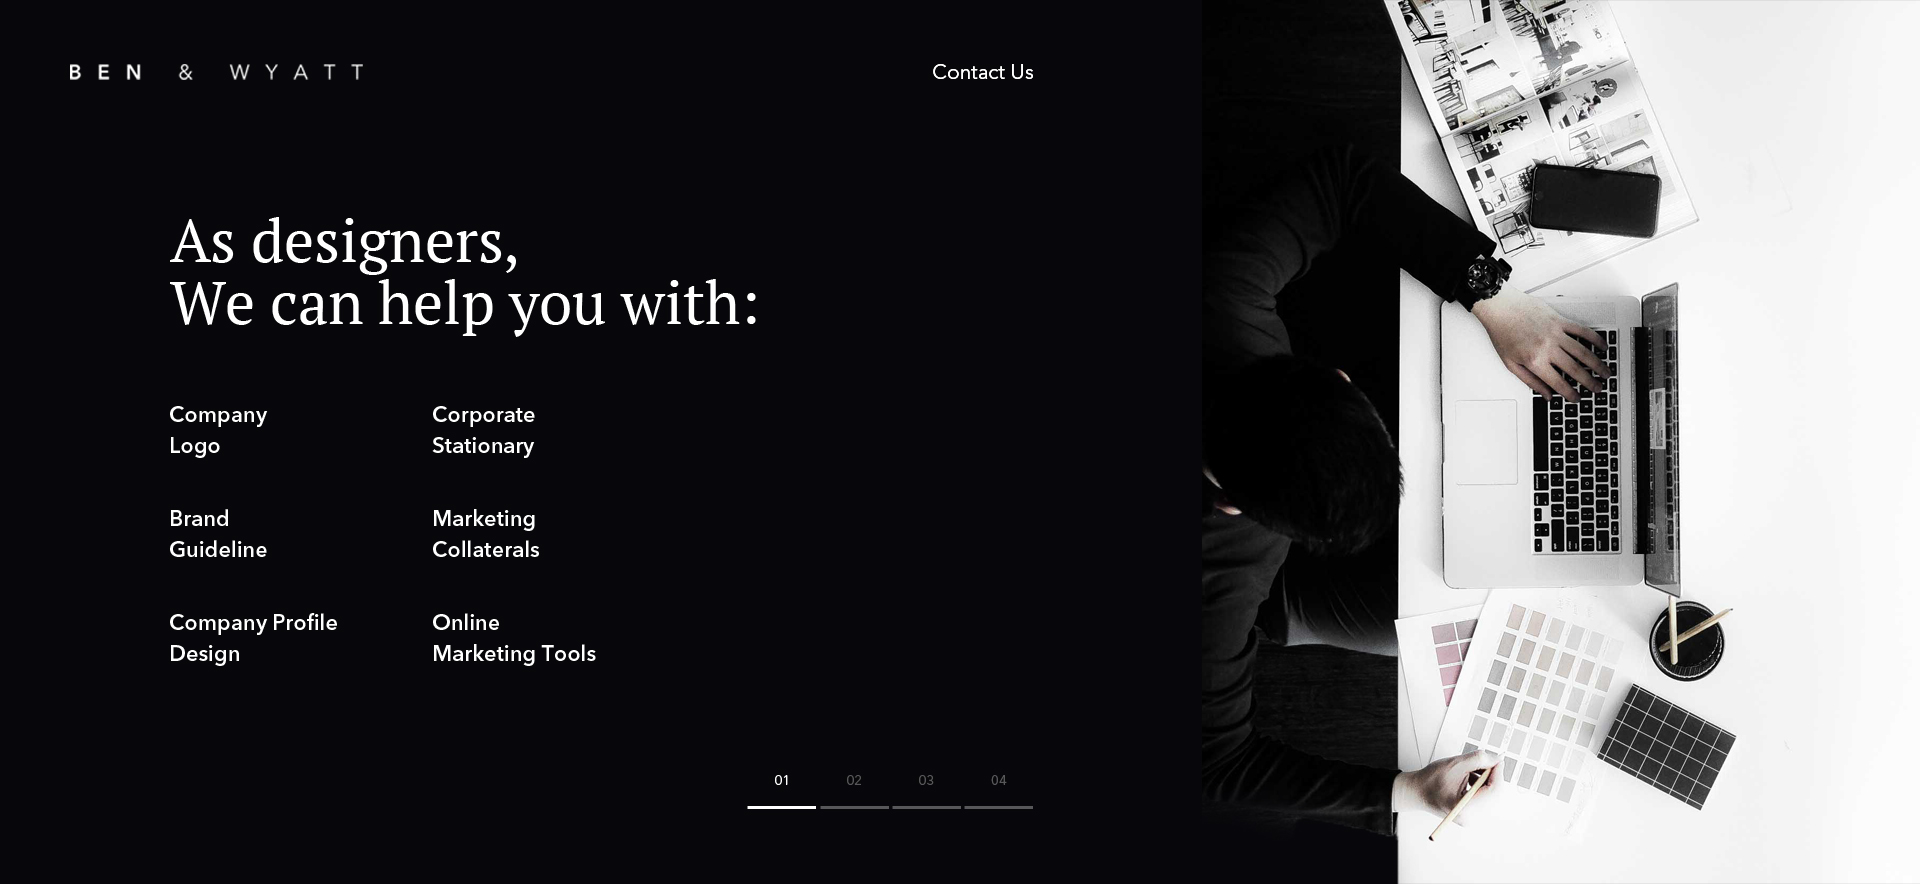 BEN & WYATT
Contact Us
As designers,
We can help you with:
Company
Logo
Corporate
Stationary
Brand
Guideline
Marketing
Collaterals
Company Profile
Design
Online
Marketing Tools
01
02
03
04